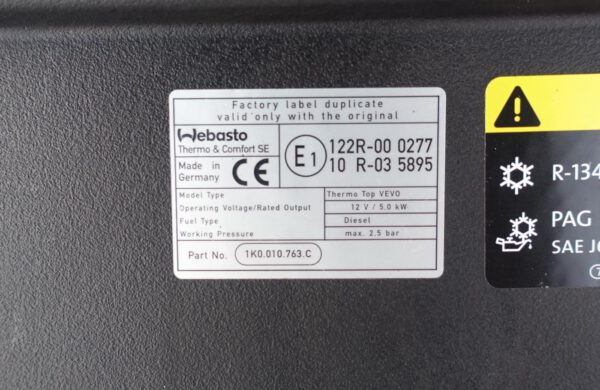 Factory label duplicate
valid only with the original
Webasto
Thermo & Comfort SE
Made in
Germany
CE
E1
122R-00 0277
10 R-03 5895
Model Type Thermo Top VEVO
Operating Voltage/Rated Output 12 V / 5.0 kW
Fuel Type Diesel
Working Pressure max. 2.5 bar
Part No. 1K0.010.763.C
R-134
PAG
SAE J6